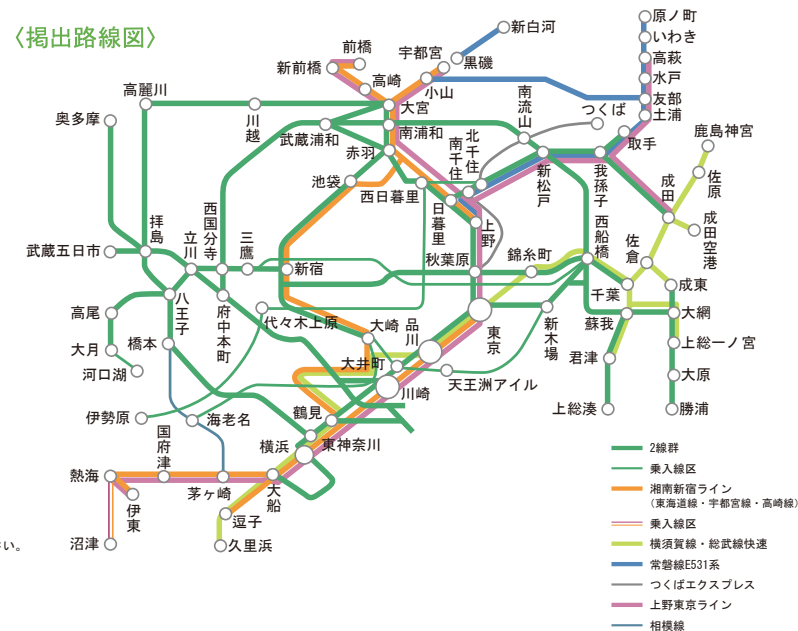 〈掲出路線図〉
原ノ町
いわき
高萩
水戸
友部
土浦
新白河
黒磯
宇都宮
小山
前橋
新前橋
高崎
大宮
高麗川
川越
奥多摩
武蔵浦和
南浦和
赤羽
南千住
北千住
南流山
つくば
取手
鹿島神宮
佐原
成田
成田空港
池袋
西日暮里
日暮里
上野
新松戸
我孫子
西船橋
佐倉
拝島
立川
西国分寺
三鷹
新宿
武蔵五日市
秋葉原
錦糸町
千葉
成東
高尾
八王子
府中本町
代々木上原
大崎
品川
東京
新木場
蘇我
大網
大月
橋本
大井町
君津
上総一ノ宮
河口湖
川崎
天王洲アイル
大原
伊勢原
海老名
鶴見
上総湊
勝浦
国府津
横浜
東神奈川
熱海
伊東
茅ヶ崎
大船
逗子
沼津
久里浜
い。
2線群
乗入線区
湘南新宿ライン
（東海道線・宇都宮線・高崎線）
乗入線区
横須賀線・総武線快速
常磐線E531系
つくばエクスプレス
上野東京ライン
相模線